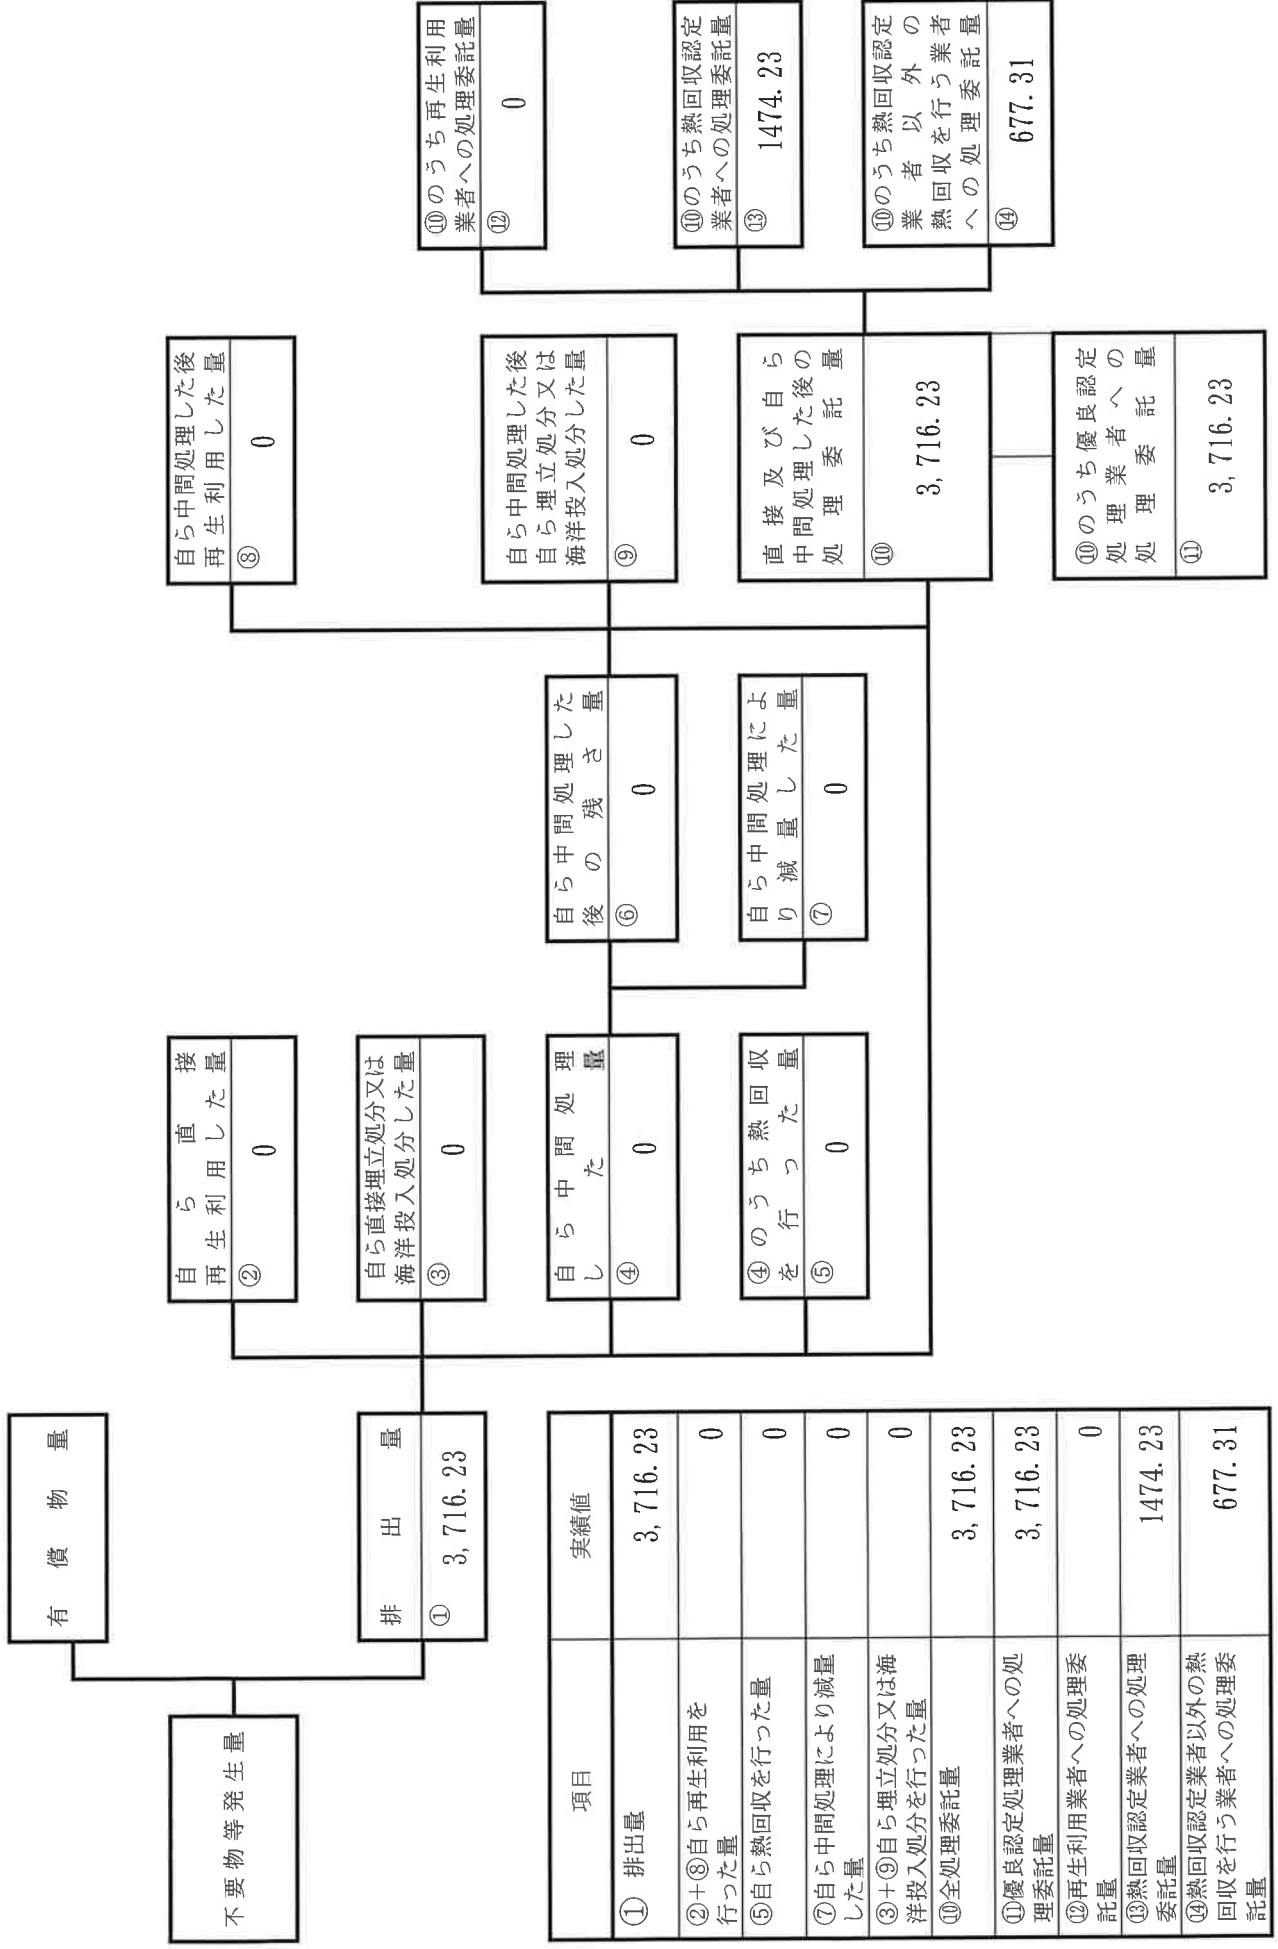 有償物量
不要物等発生量
排出量
① 3,716.23
自ら直接
再生利用した量
② 0
自ら直接埋立処分又は
海洋投入処分した量
③ 0
自ら中間処理
した量
④ 0
④のうち熱回収
を行った量
⑤ 0
自ら中間処理した
後の残さ量
⑥ 0
自ら中間処理によ
り減量した量
⑦ 0
自ら中間処理した後
再生利用した量
⑧ 0
自ら中間処理した後
自ら埋立処分又は
海洋投入処分した量
⑨ 0
直接及び自ら
中間処理した後の
処理委託量
⑩ 3,716.23
⑩のうち優良認定
処理業者への
処理委託量
⑪ 3,716.23
⑩のうち再生利用
業者への処理委託量
⑫ 0
⑩のうち熱回収認定
業者への処理委託量
⑬ 1474.23
⑩のうち熱回収認定
業者以外の
熱回収を行う業者
への処理委託量
⑭ 677.31
項目 実績値
① 排出量 3,716.23
②+⑧自ら再生利用を
行った量 0
⑤自ら熱回収を行った量 0
⑦自ら中間処理により減量
した量 0
③+⑨自ら埋立処分又は海
洋投入処分を行った量 0
⑩全処理委託量 3,716.23
⑪優良認定処理業者への処
理委託量 3,716.23
⑫再生利用業者への処理委
託量 0
⑬熱回収認定業者への処理
委託量 1474.23
⑭熱回収認定業者以外の熱
回収を行う業者への処理委
託量 677.31